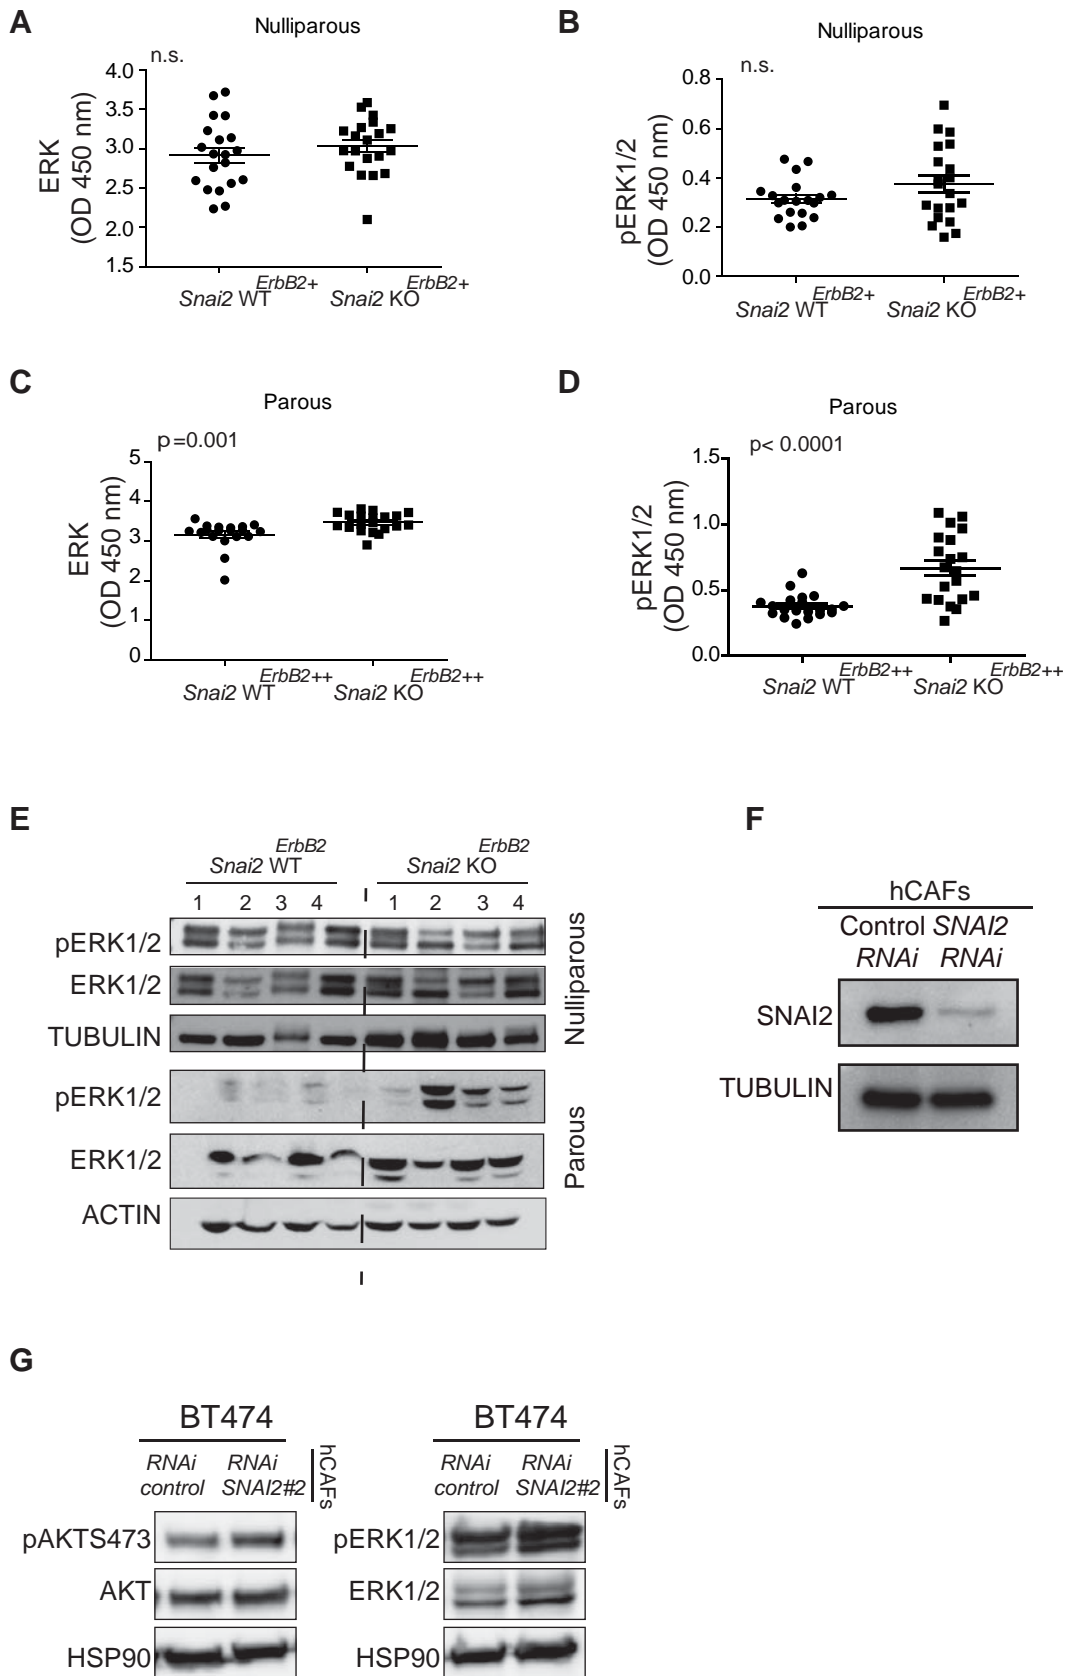 A
Nulliparous
n.s.
4.0
3.5
3.0
2.5
2.0
1.5
ERK
(OD 450 nm)
Snai2 WT ErbB2+
Snai2 KO ErbB2+
B
Nulliparous
n.s.
0.8
0.6
0.4
0.2
0.0
pERK1/2
(OD 450 nm)
Snai2 WT ErbB2+
Snai2 KO ErbB2+
C
Parous
p=0.001
5
4
3
2
1
0
ERK
(OD 450 nm)
Snai2 WT ErbB2++
Snai2 KO ErbB2++
D
Parous
p< 0.0001
1.5
1.0
0.5
0.0
pERK1/2
(OD 450 nm)
Snai2 WT ErbB2++
Snai2 KO ErbB2++
E
Snai2 WT ErbB2
Snai2 KO ErbB2
1 2 3 4 1 2 3 4
pERK1/2
ERK1/2
TUBULIN
Nulliparous
pERK1/2
ERK1/2
ACTIN
Parous
F
hCAFs
Control SNAI2
RNAi RNAi
SNAI2
TUBULIN
G
BT474
RNAi RNAi
control SNAI2#2
hCAFs
pAKTS473
AKT
HSP90
BT474
RNAi RNAi
control SNAI2#2
hCAFs
pERK1/2
ERK1/2
HSP90